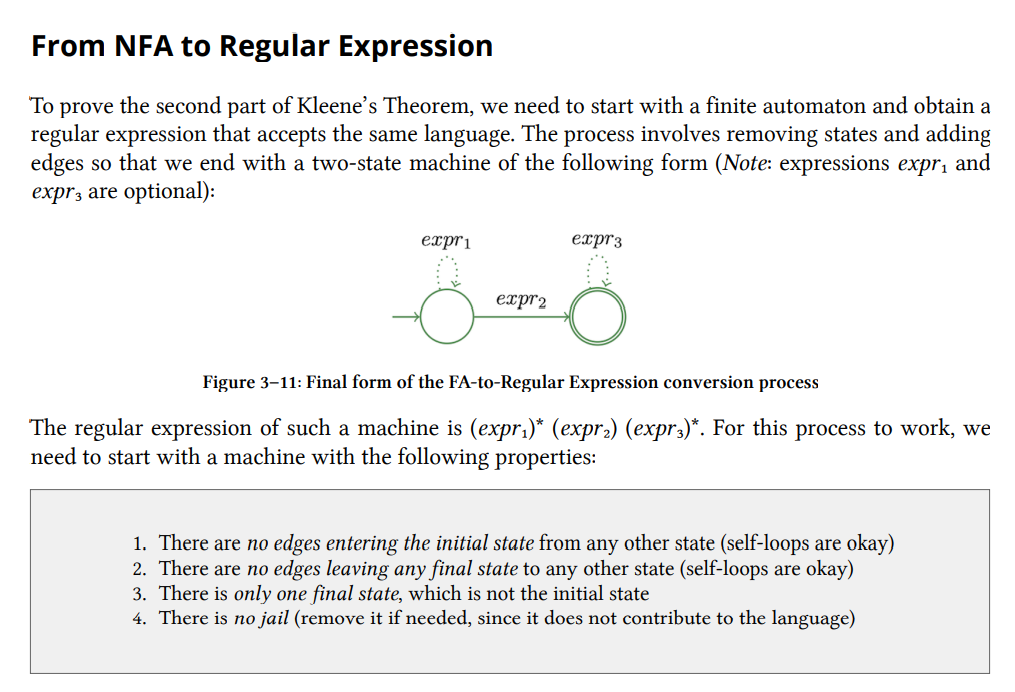 From NFA to Regular Expression
To prove the second part of Kleene’s Theorem, we need to start with a finite automaton and obtain a
regular expression that accepts the same language. The process involves removing states and adding
edges so that we end with a two-state machine of the following form (Note: expressions expr₁ and
expr₃ are optional):
expr₁ expr₃
expr₂
Figure 3–11: Final form of the FA-to-Regular Expression conversion process
The regular expression of such a machine is (expr₁)* (expr₂) (expr₃)*. For this process to work, we
need to start with a machine with the following properties:
1. There are no edges entering the initial state from any other state (self-loops are okay)
2. There are no edges leaving any final state to any other state (self-loops are okay)
3. There is only one final state, which is not the initial state
4. There is no jail (remove it if needed, since it does not contribute to the language)